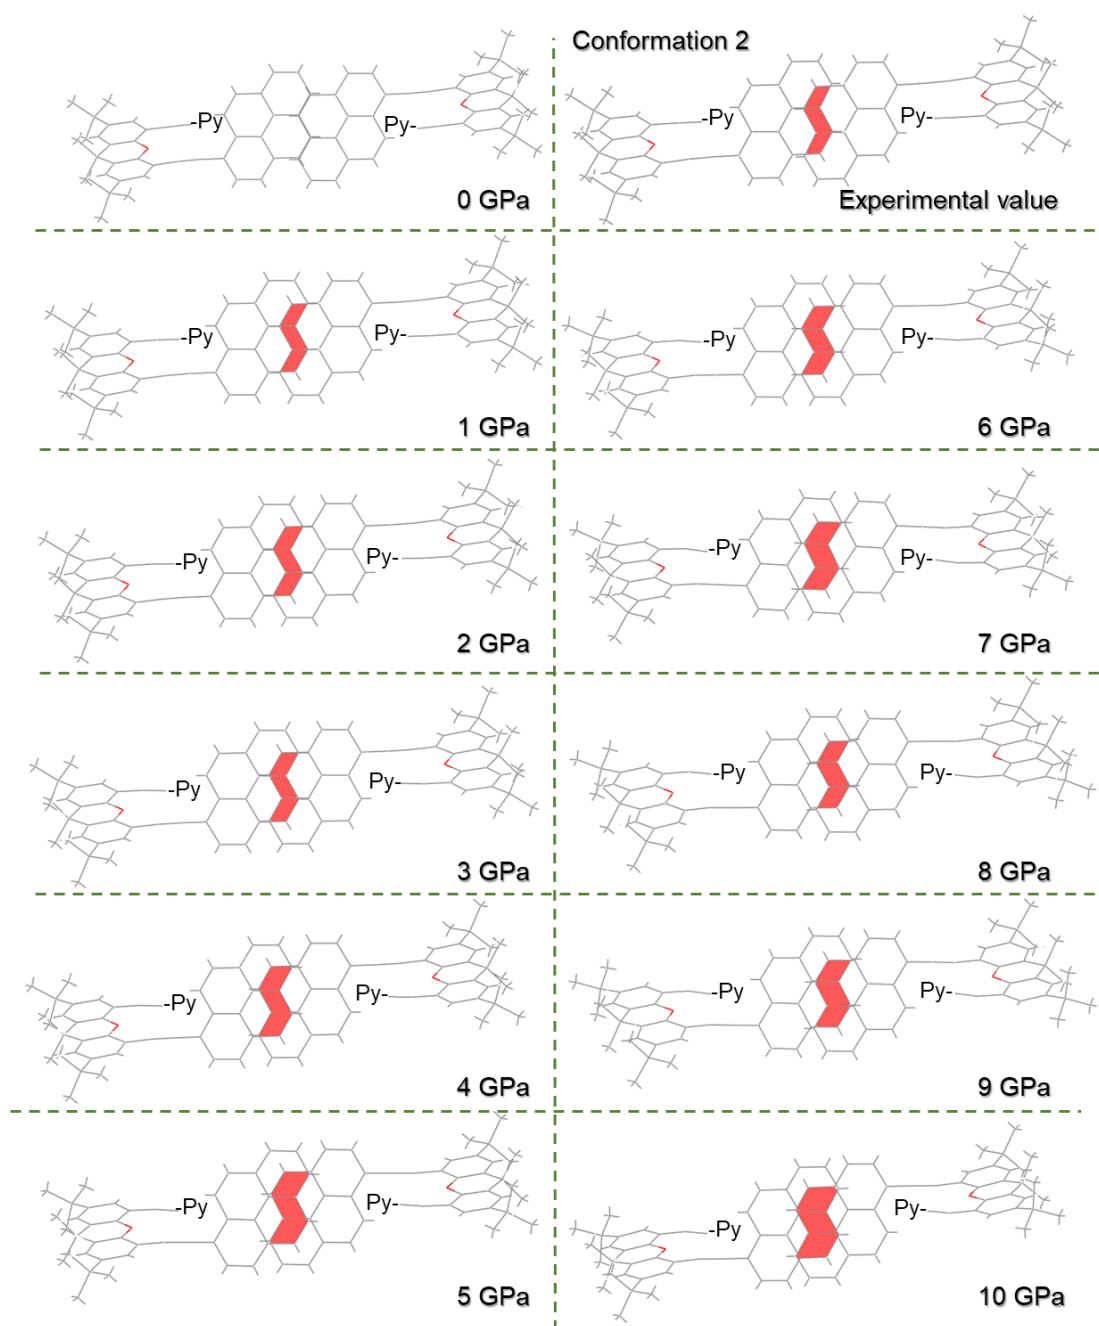 Conformation 2
-Py
Py-
0 GPa
-Py
Py-
Experimental value
-Py
Py-
1 GPa
-Py
Py-
6 GPa
-Py
Py-
2 GPa
-Py
Py-
7 GPa
-Py
Py-
3 GPa
-Py
Py-
8 GPa
-Py
Py-
4 GPa
-Py
Py-
9 GPa
-Py
Py-
5 GPa
-Py
Py-
10 GPa